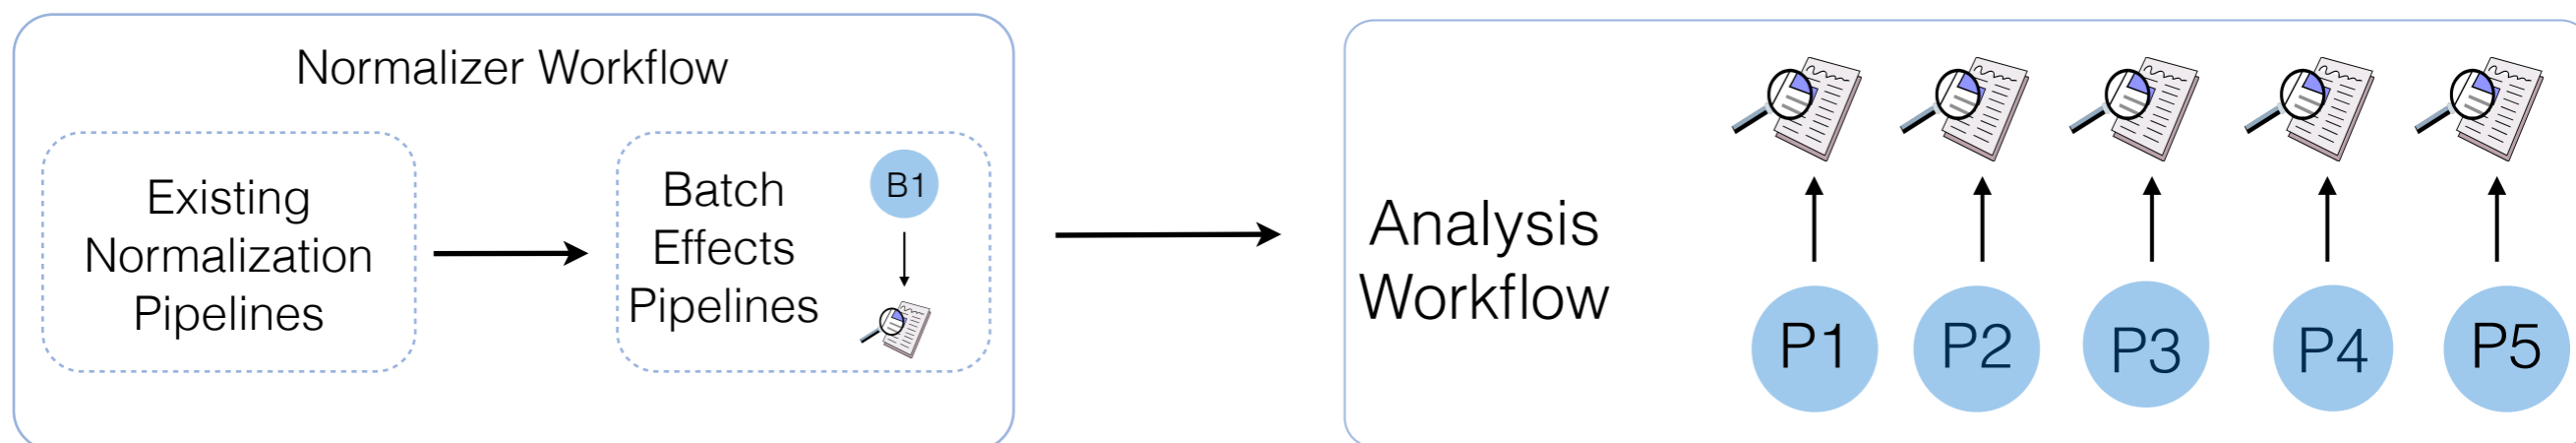 Normalizer Workflow
Existing
Normalization
Pipelines
Batch
Effects
Pipelines
B1
Analysis
Workflow
P1
P2
P3
P4
P5